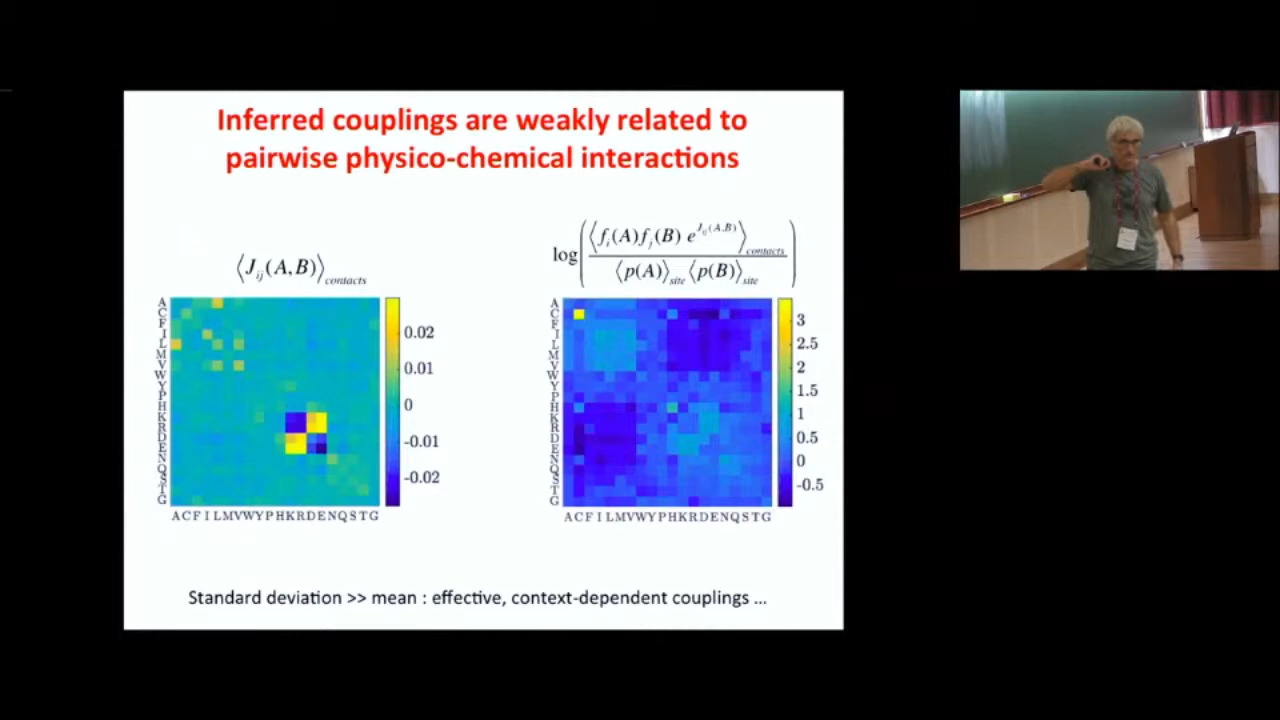 Inferred couplings are weakly related to
pairwise physico-chemical interactions
⟨J_ij(A,B)⟩_contacts
log( ⟨f_i(A) f_j(B) e^{J_ij(A,B)}⟩_contacts / ⟨p(A)⟩_site ⟨p(B)⟩_site )
A
C
F
I
L
M
V
W
Y
P
H
K
R
D
E
N
Q
S
T
G
0.02
0.01
0
-0.01
-0.02
A C F I L M V W Y P H K R D E N Q S T G
A
C
F
I
L
M
V
W
Y
P
H
K
R
D
E
N
Q
S
T
G
3
2.5
2
1.5
1
0.5
0
-0.5
A C F I L M V W Y P H K R D E N Q S T G
Standard deviation >> mean : effective, context-dependent couplings ...